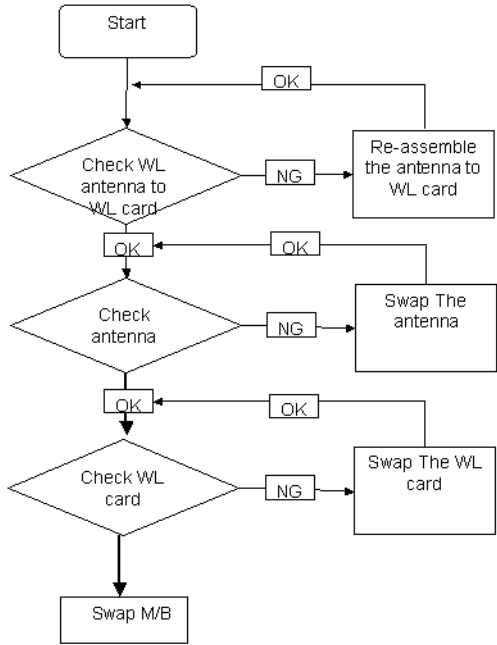 Start
OK
Check WL
antenna to
WL card
NG
Re-assemble
the antenna to
WL card
OK
OK
Check
antenna
NG
Swap The
antenna
OK
OK
Check WL
card
NG
Swap The WL
card
Swap M/B